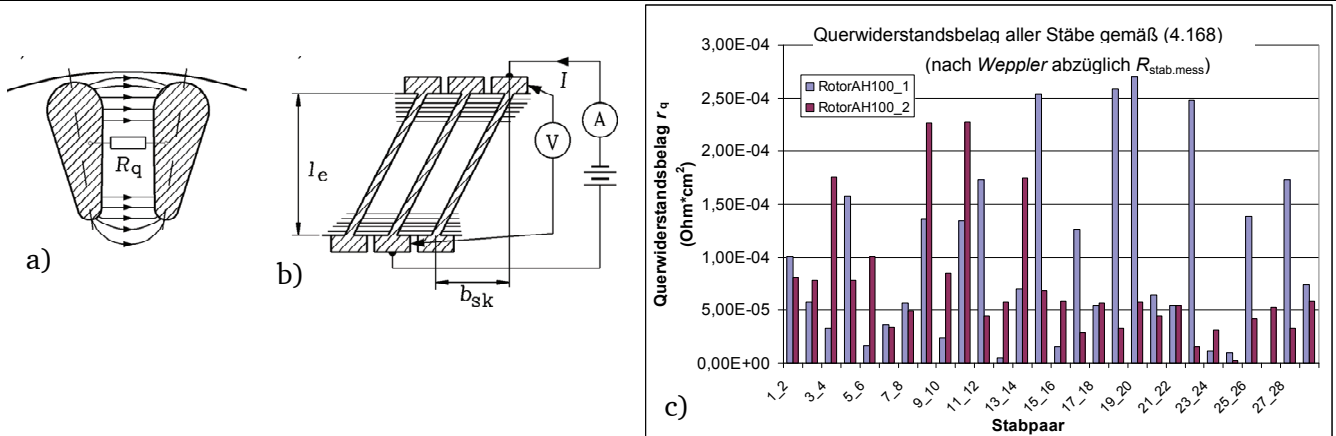 R_q
a)
I
A
V
l_e
b_sk
b)
Querwiderstandsbelag aller Stäbe gemäß (4.168)
(nach Weppler abzüglich R_stab.mess)
RotorAH100_1
RotorAH100_2
Querwiderstandsbelag r_q
(Ohm*cm²)
3,00E-04
2,50E-04
2,00E-04
1,50E-04
1,00E-04
5,00E-05
0,00E+00
1_2 3_4 5_6 7_8 9_10 11_12 13_14 15_16 17_18 19_20 21_22 23_24 25_26 27_28
Stabpaar
c)